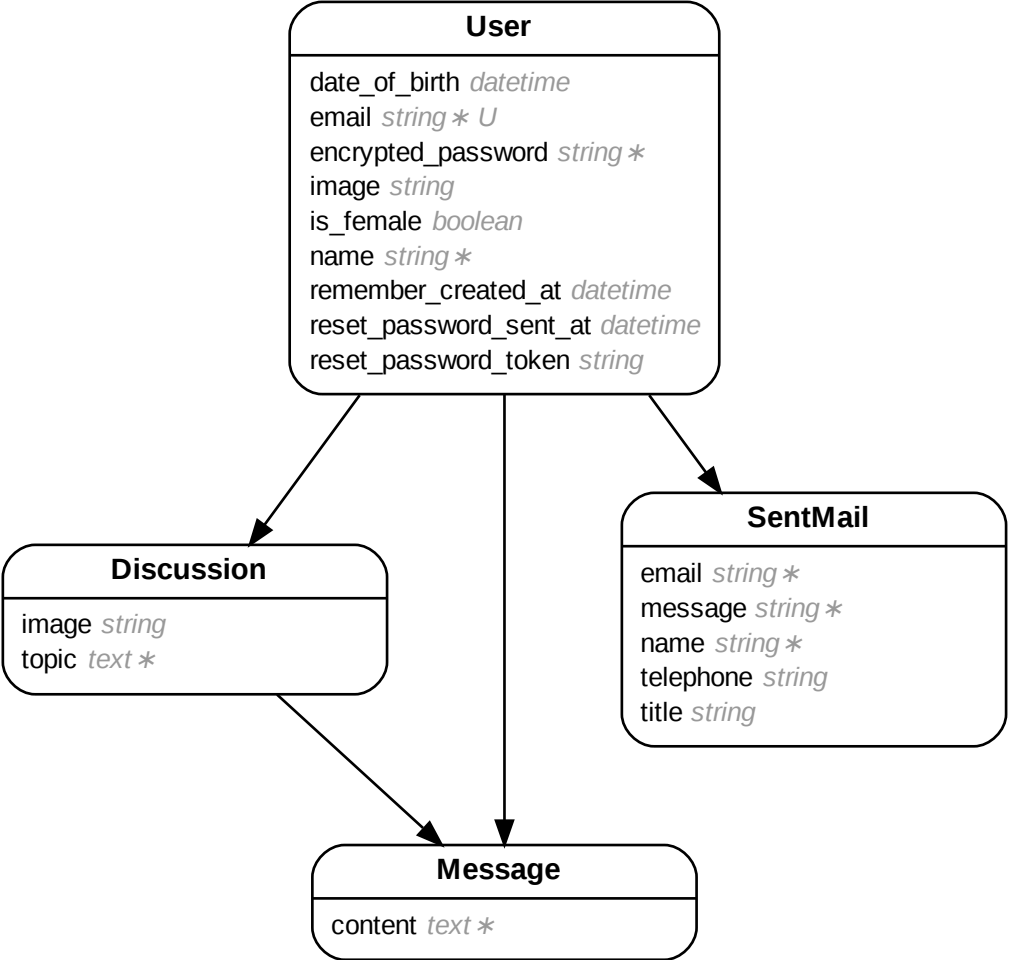 User
date_of_birth datetime
email string ∗ U
encrypted_password string ∗
image string
is_female boolean
name string ∗
remember_created_at datetime
reset_password_sent_at datetime
reset_password_token string
SentMail
email string ∗
message string ∗
name string ∗
telephone string
title string
Discussion
image string
topic text ∗
Message
content text ∗